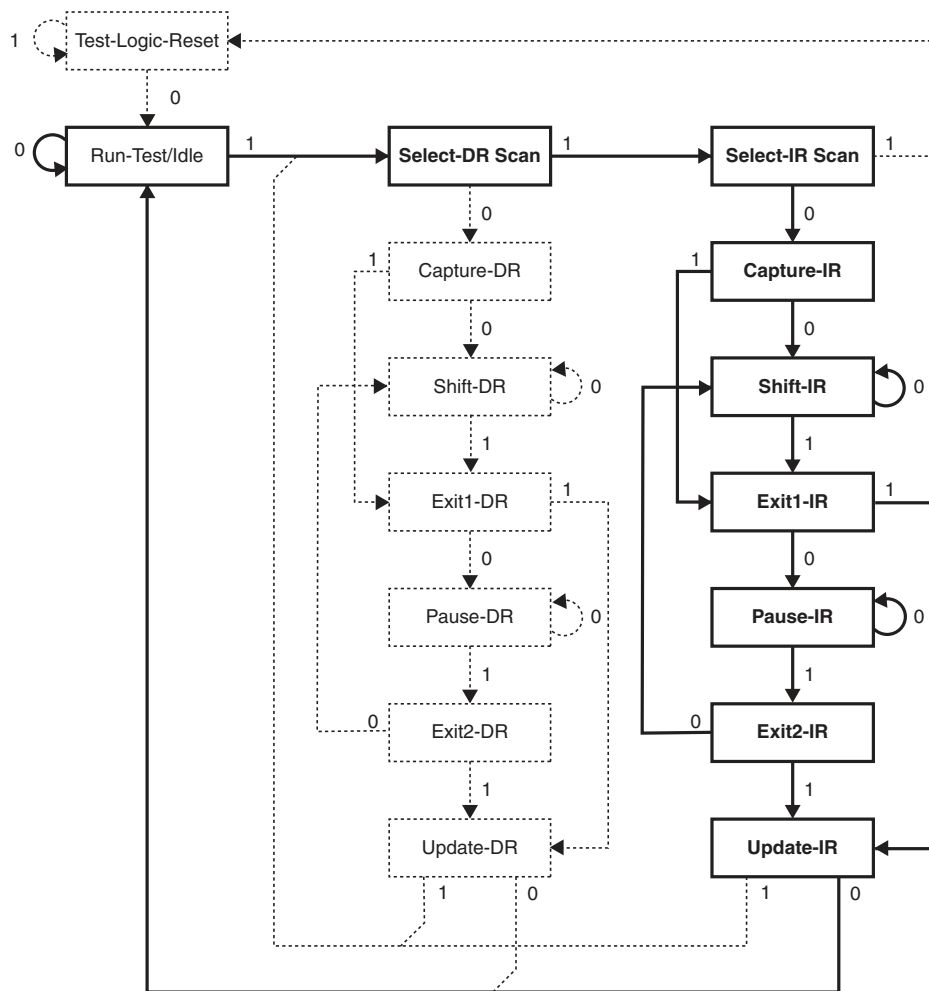 Test-Logic-Reset
1
0
0
Run-Test/Idle
1
Select-DR Scan
1
Select-IR Scan
1
0
0
1
Capture-DR
1
Capture-IR
0
0
Shift-DR
0
Shift-IR
0
1
1
Exit1-DR
1
Exit1-IR
1
0
0
Pause-DR
0
Pause-IR
0
1
1
0
Exit2-DR
0
Exit2-IR
1
1
Update-DR
Update-IR
1
0
1
0